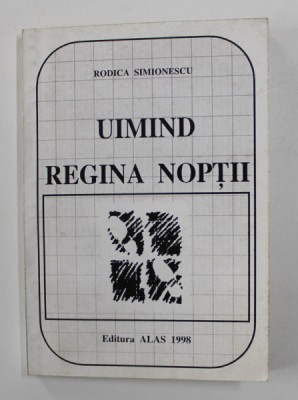 RODICA SIMIONESCU
UIMIND
REGINA NOPȚII
Editura ALAS 1998